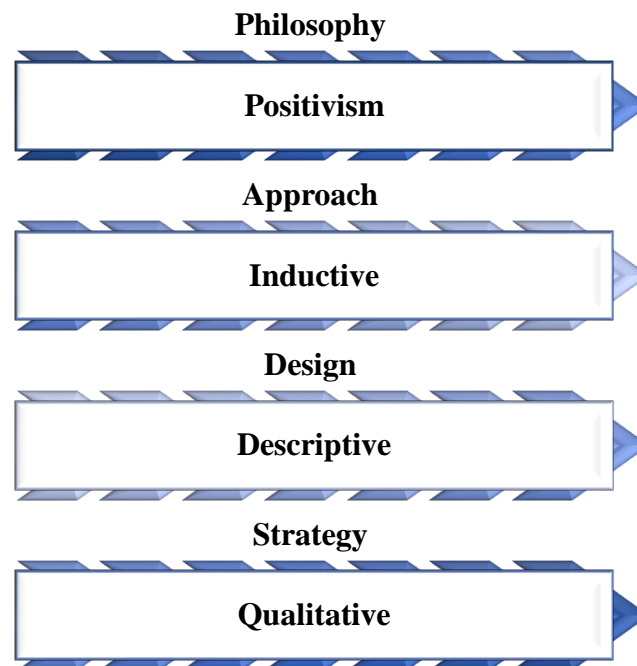 Philosophy
Positivism
Approach
Inductive
Design
Descriptive
Strategy
Qualitative